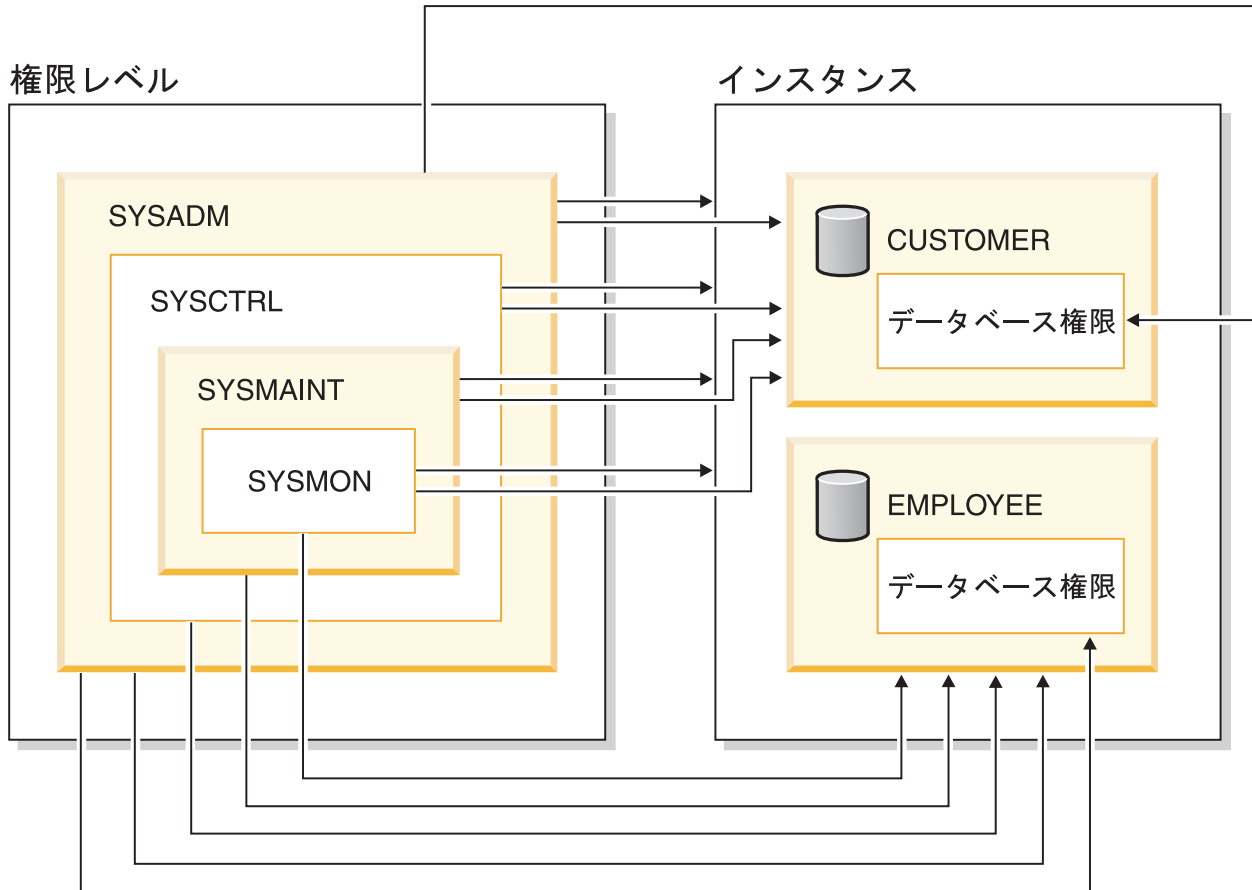 権限レベル
インスタンス
SYSADM
SYSCTRL
SYSMAINT
SYSMON
CUSTOMER
データベース権限
EMPLOYEE
データベース権限